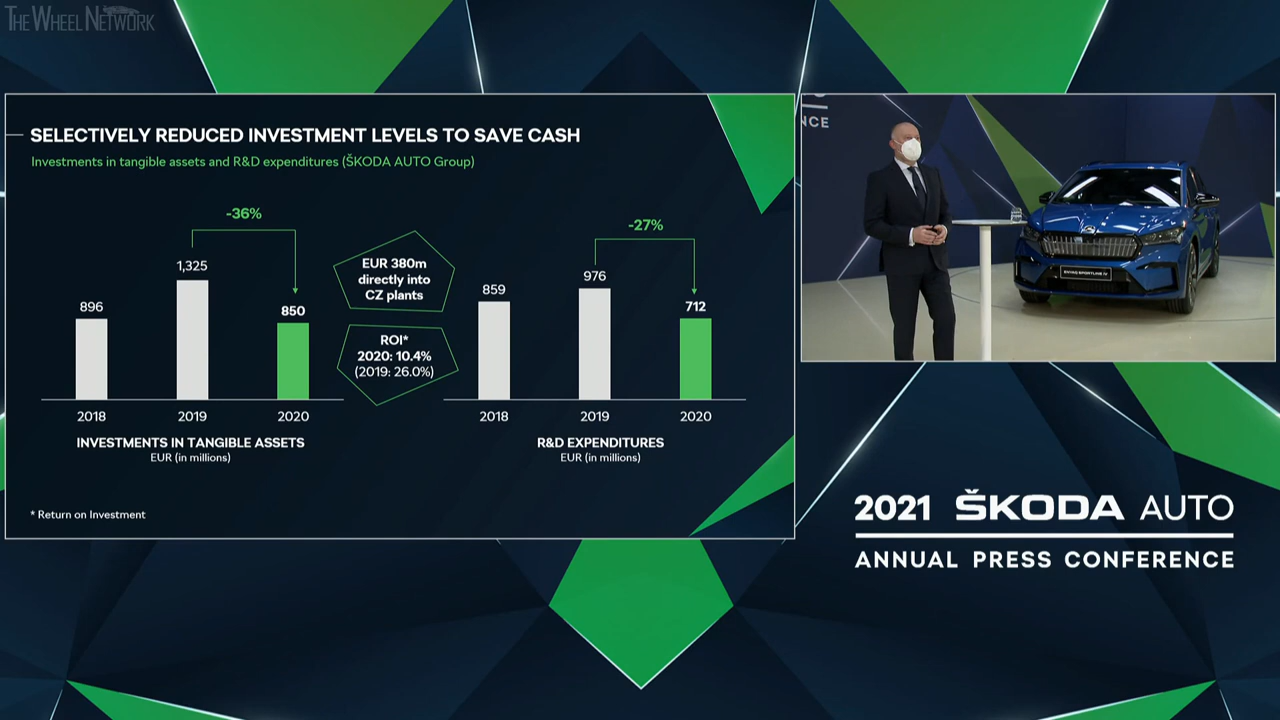 THE WHEEL NETWORK
SELECTIVELY REDUCED INVESTMENT LEVELS TO SAVE CASH
Investments in tangible assets and R&D expenditures (ŠKODA AUTO Group)
-36%
1,325
896
850
2018
2019
2020
INVESTMENTS IN TANGIBLE ASSETS
EUR (in millions)
EUR 380m
directly into
CZ plants
ROI*
2020: 10.4%
(2019: 26.0%)
-27%
976
859
712
2018
2019
2020
R&D EXPENDITURES
EUR (in millions)
* Return on Investment
NCE
ENYAQ SPORTLINE iV
2021 ŠKODA AUTO
ANNUAL PRESS CONFERENCE